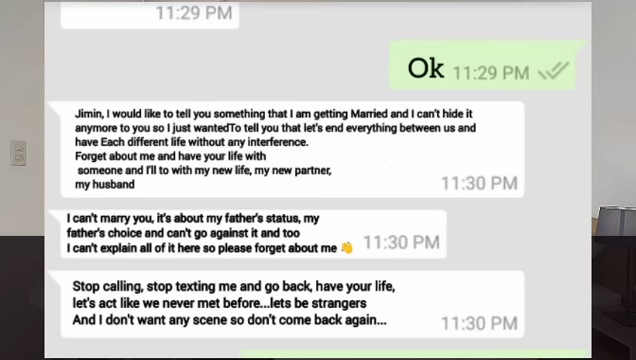 11:29 PM
Ok 11:29 PM
Jimin, I would like to tell you something that I am getting Married and I can't hide it
anymore to you so I just wantedTo tell you that let's end everything between us and
have Each different life without any interference.
Forget about me and have your life with
someone and I'll to with my new life, my new partner,
my husband
11:30 PM
I can't marry you, it's about my father's status, my
father's choice and can't go against it and too
I can't explain all of it here so please forget about me 👋 11:30 PM
Stop calling, stop texting me and go back, have your life,
let's act like we never met before...lets be strangers
And I don't want any scene so don't come back again...
11:30 PM